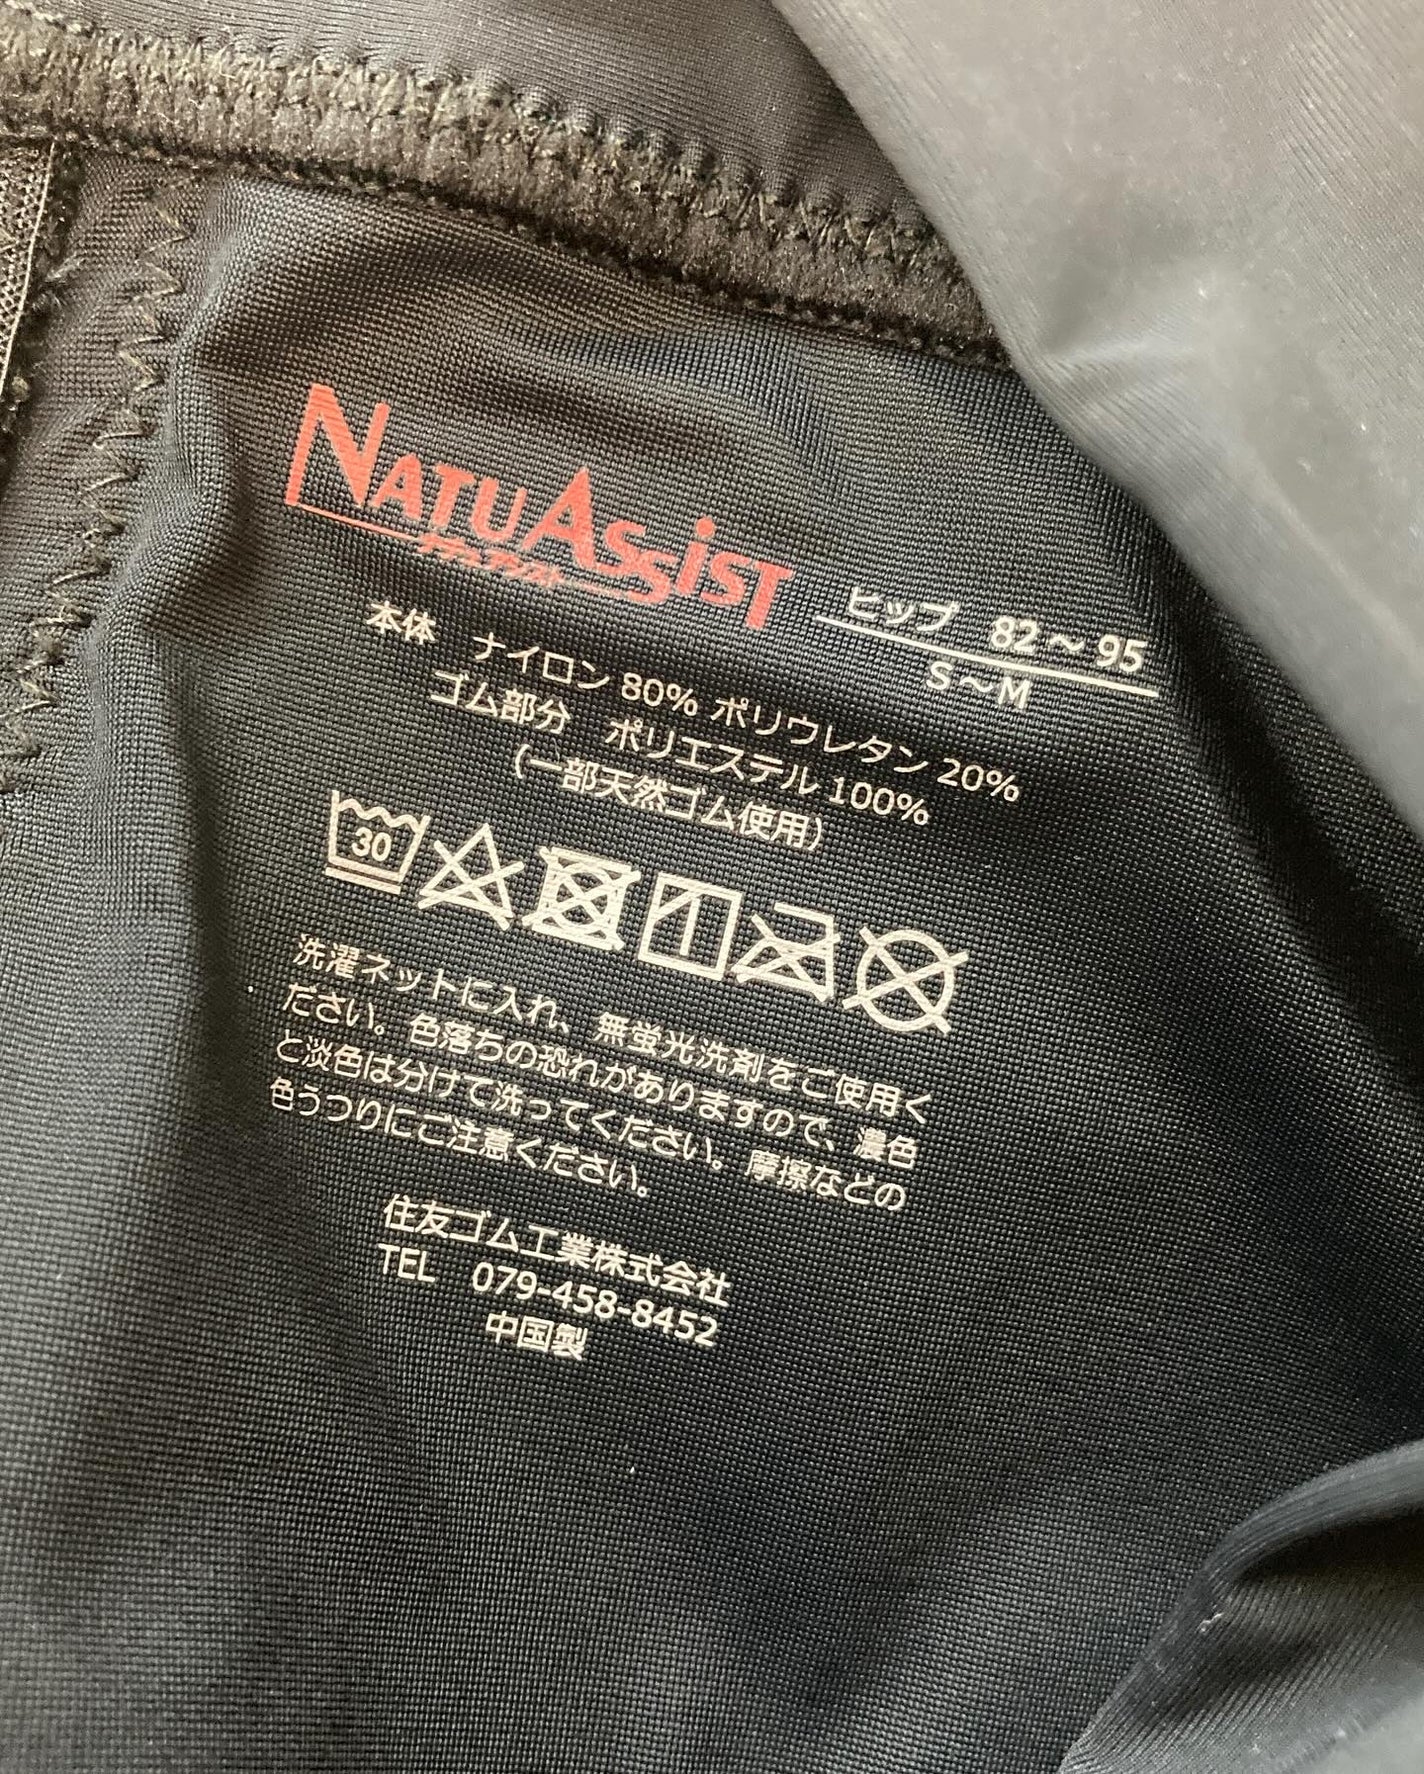 NATUASSIST
ナチュアシスト
ヒップ 82～95
S～M
本体 ナイロン 80% ポリウレタン 20%
ゴム部分 ポリエステル 100%
（一部天然ゴム使用）
30
洗濯ネットに入れ、無蛍光洗剤をご使用く
ださい。色落ちの恐れがありますので、濃色
と淡色は分けて洗ってください。摩擦などの
色うつりにご注意ください。
住友ゴム工業株式会社
TEL 079-458-8452
中国製